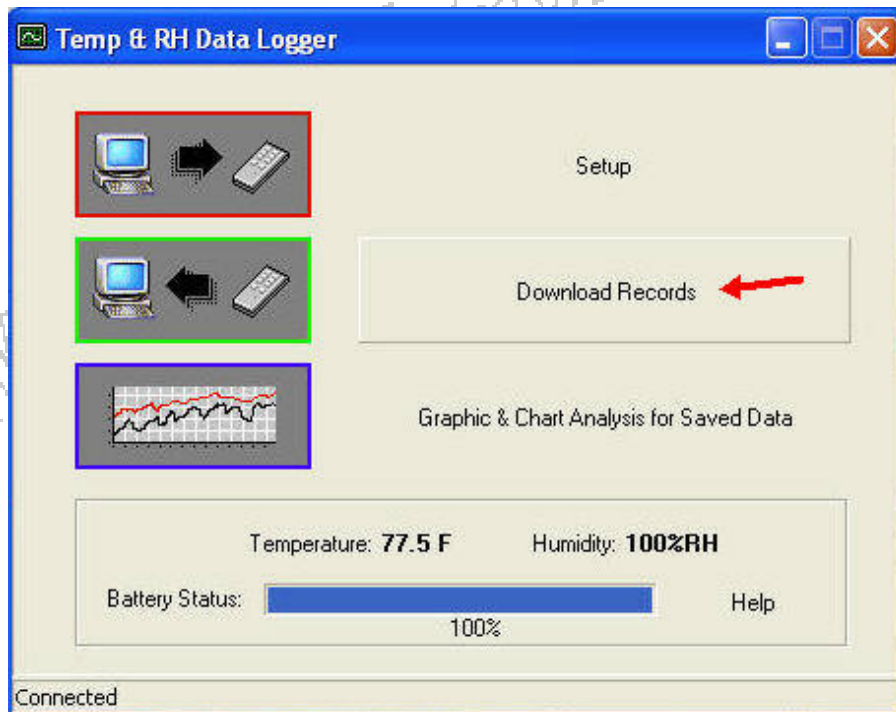 Temp & RH Data Logger
Setup
Download Records
Graphic & Chart Analysis for Saved Data
Temperature: 77.5 F Humidity: 100%RH
Battery Status: Help
100%
Connected